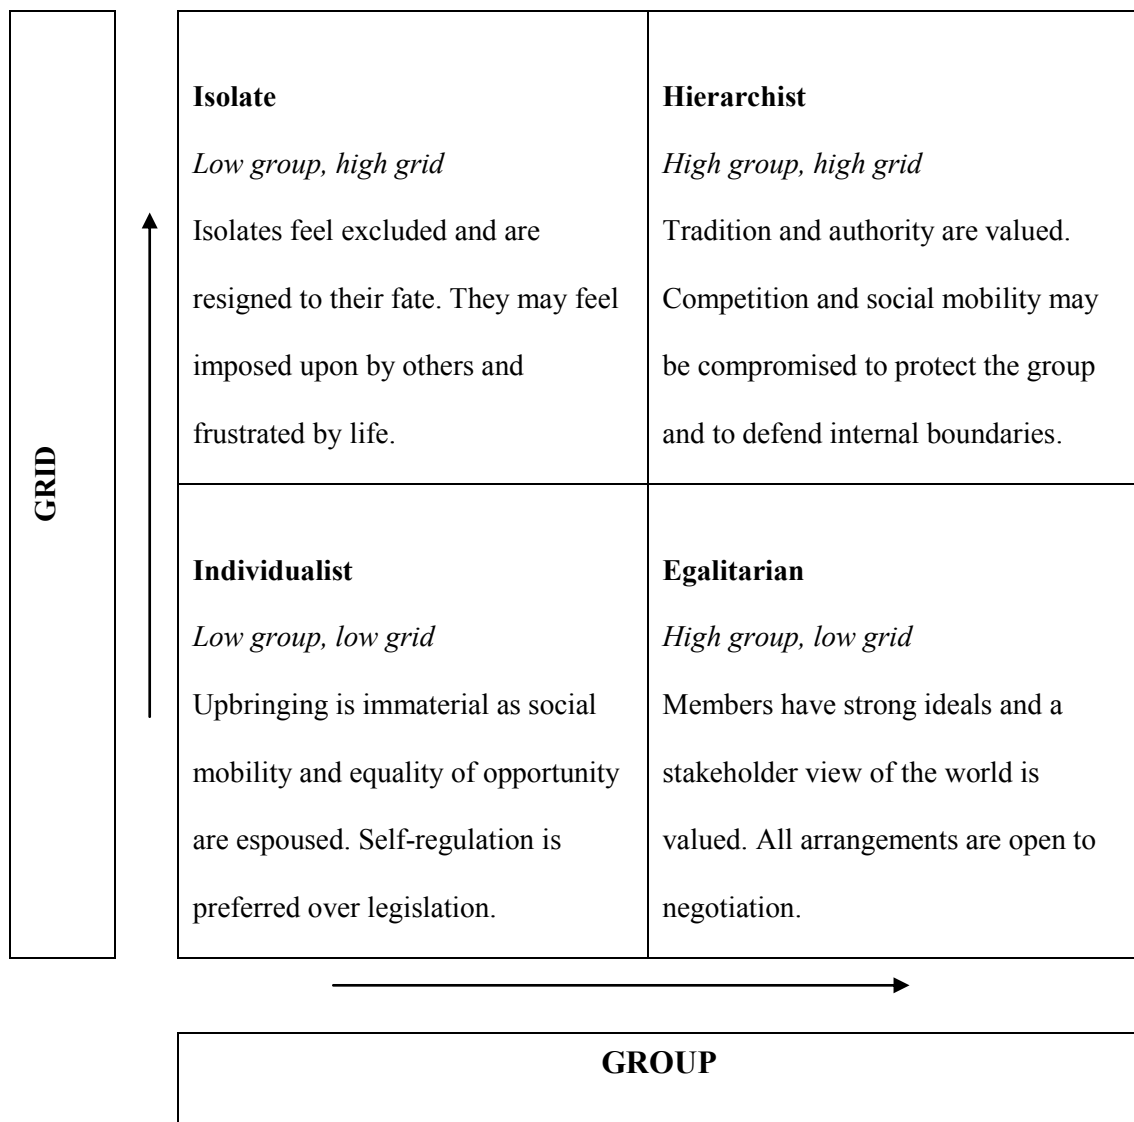 GRID
Isolate
Low group, high grid
Isolates feel excluded and are
resigned to their fate. They may feel
imposed upon by others and
frustrated by life.
Hierarchist
High group, high grid
Tradition and authority are valued.
Competition and social mobility may
be compromised to protect the group
and to defend internal boundaries.
Individualist
Low group, low grid
Upbringing is immaterial as social
mobility and equality of opportunity
are espoused. Self-regulation is
preferred over legislation.
Egalitarian
High group, low grid
Members have strong ideals and a
stakeholder view of the world is
valued. All arrangements are open to
negotiation.
GROUP